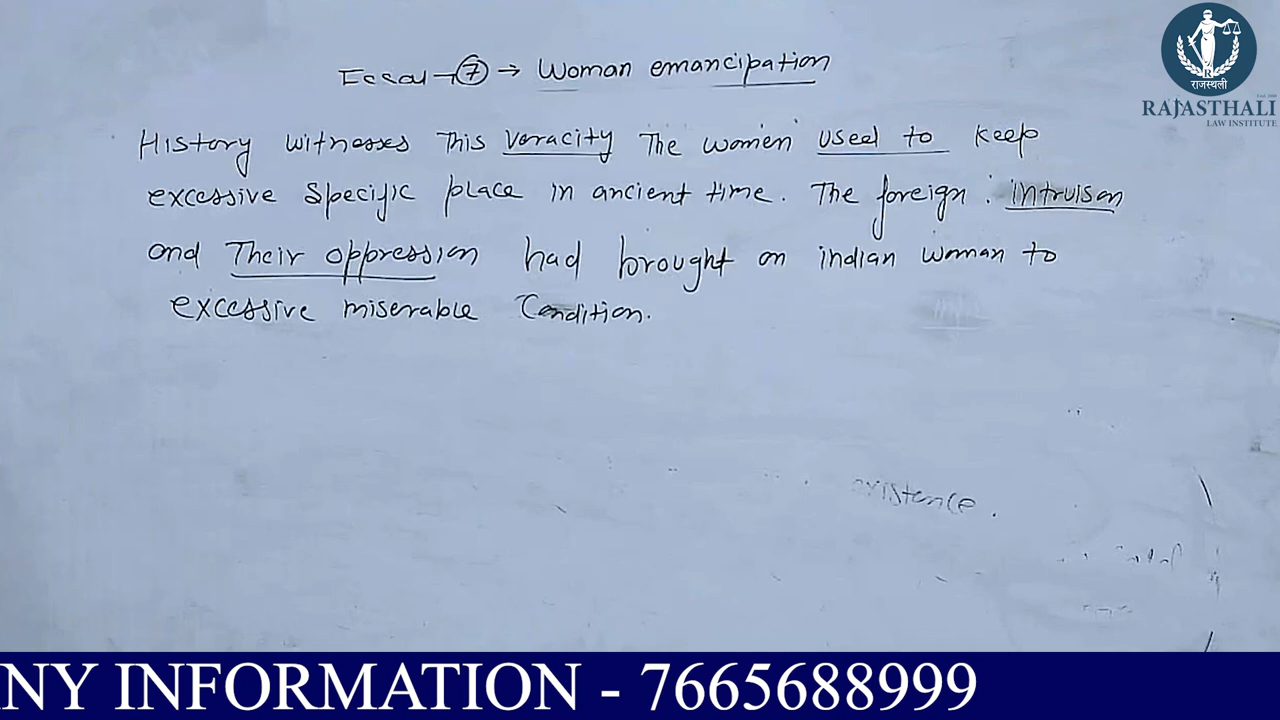 Essay → 7 → Woman emancipation
History witnesses This veracity The women used to keep
excessive specific place in ancient time. The foreign intruison
and Their oppression had brought on indian woman to
excessive miserable Condition.
existence.
राजस्थली
RAJASTHALI
LAW INSTITUTE
NY INFORMATION - 7665688999